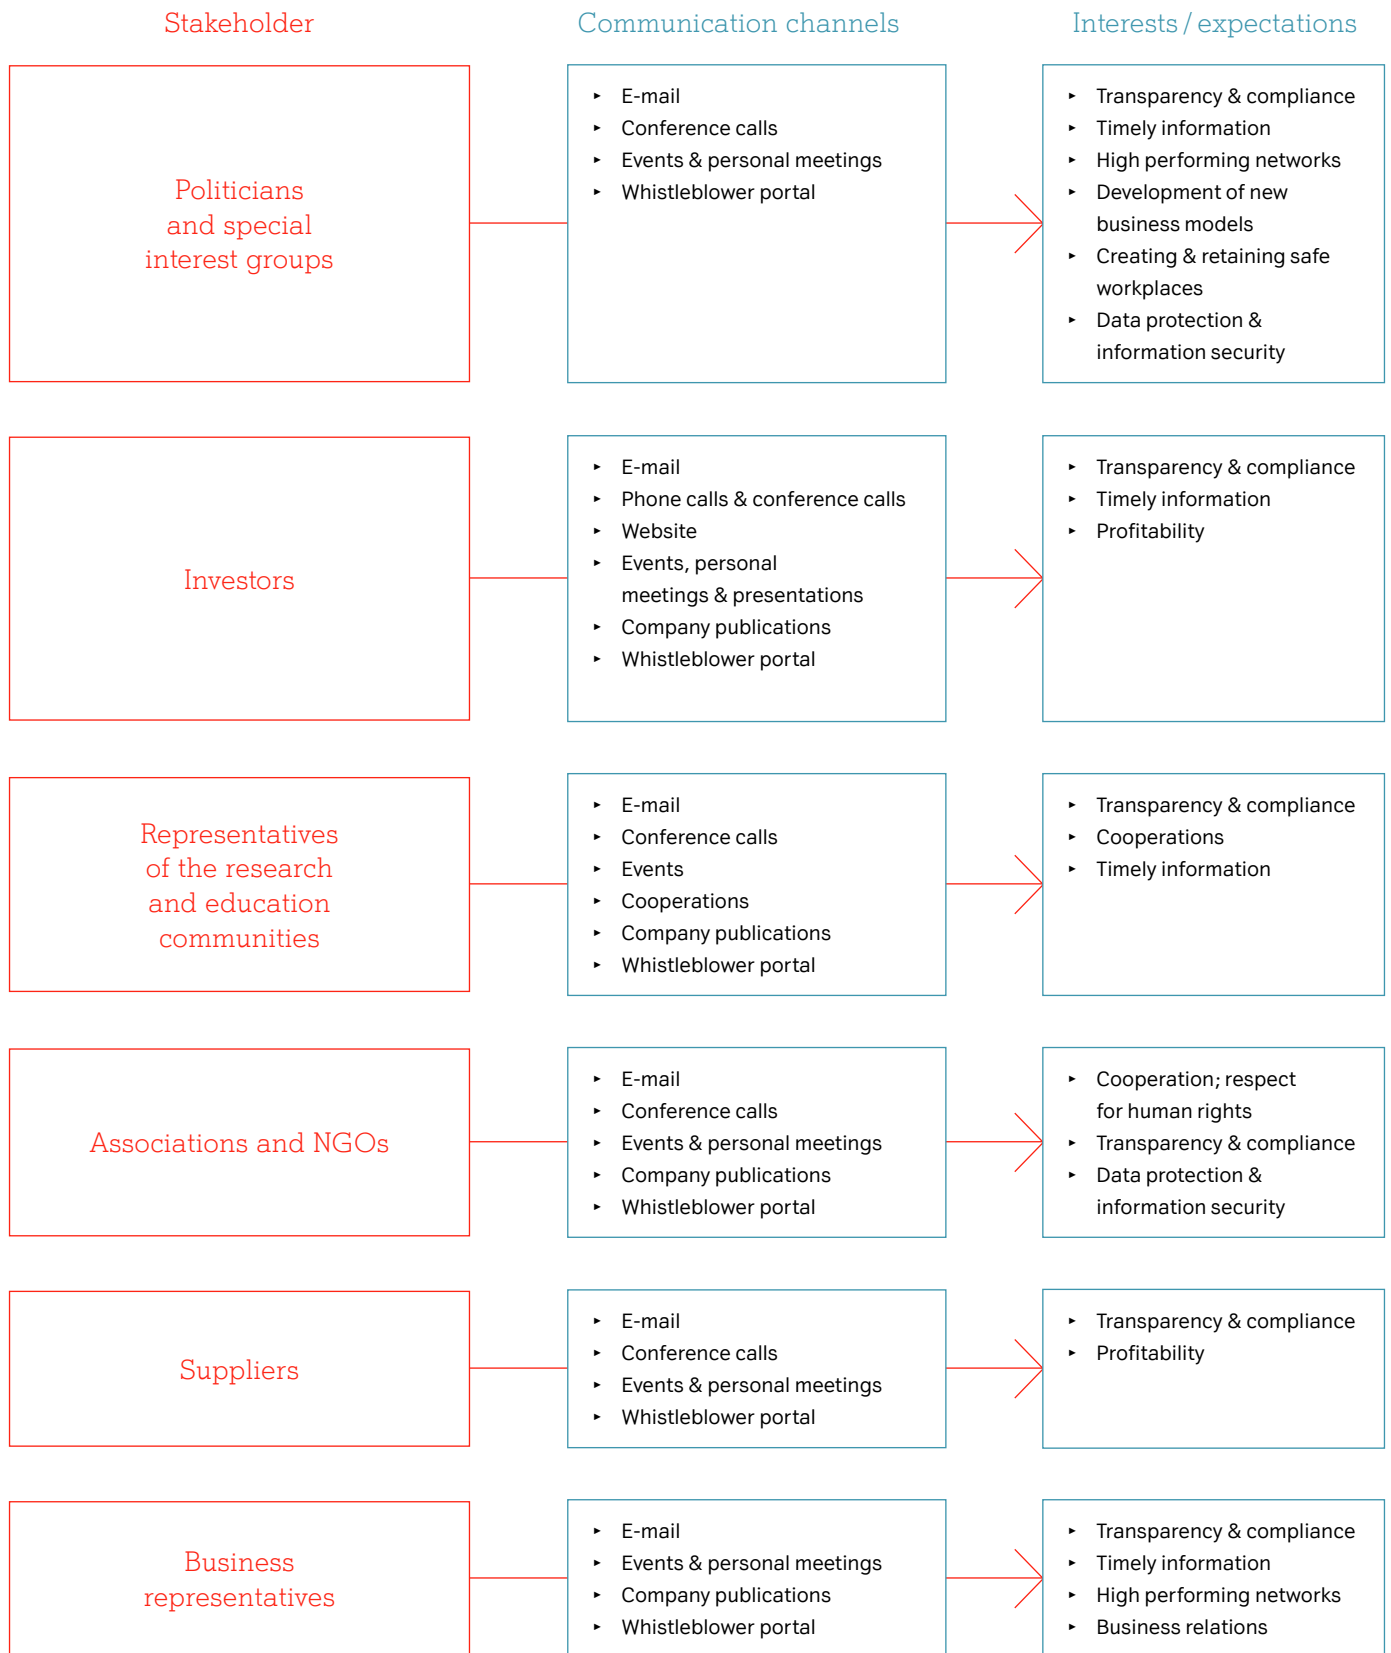 Stakeholder
Communication channels
Interests / expectations
Politicians
and special
interest groups
‣ E-mail
‣ Conference calls
‣ Events & personal meetings
‣ Whistleblower portal
‣ Transparency & compliance
‣ Timely information
‣ High performing networks
‣ Development of new
business models
‣ Creating & retaining safe
workplaces
‣ Data protection &
information security
Investors
‣ E-mail
‣ Phone calls & conference calls
‣ Website
‣ Events, personal
meetings & presentations
‣ Company publications
‣ Whistleblower portal
‣ Transparency & compliance
‣ Timely information
‣ Profitability
Representatives
of the research
and education
communities
‣ E-mail
‣ Conference calls
‣ Events
‣ Cooperations
‣ Company publications
‣ Whistleblower portal
‣ Transparency & compliance
‣ Cooperations
‣ Timely information
Associations and NGOs
‣ E-mail
‣ Conference calls
‣ Events & personal meetings
‣ Company publications
‣ Whistleblower portal
‣ Cooperation; respect
for human rights
‣ Transparency & compliance
‣ Data protection &
information security
Suppliers
‣ E-mail
‣ Conference calls
‣ Events & personal meetings
‣ Whistleblower portal
‣ Transparency & compliance
‣ Profitability
Business
representatives
‣ E-mail
‣ Events & personal meetings
‣ Company publications
‣ Whistleblower portal
‣ Transparency & compliance
‣ Timely information
‣ High performing networks
‣ Business relations